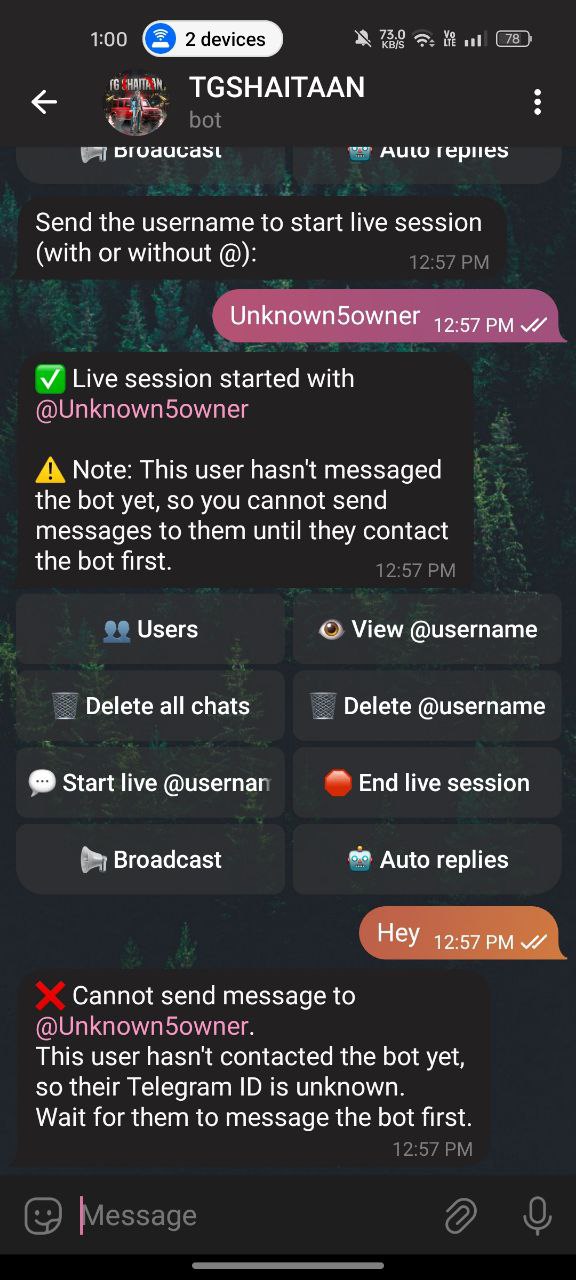 1:00
2 devices
73.0
KB/S
Vo
LTE
78
TG SHAITAAN
TGSHAITAAN
bot
Broadcast
Auto replies
Send the username to start live session
(with or without @):
12:57 PM
Unknown5owner
12:57 PM
Live session started with
@Unknown5owner
Note: This user hasn't messaged
the bot yet, so you cannot send
messages to them until they contact
the bot first.
12:57 PM
Users
View @username
Delete all chats
Delete @username
Start live @usernam
End live session
Broadcast
Auto replies
Hey
12:57 PM
Cannot send message to
@Unknown5owner.
This user hasn't contacted the bot yet,
so their Telegram ID is unknown.
Wait for them to message the bot first.
12:57 PM
Message